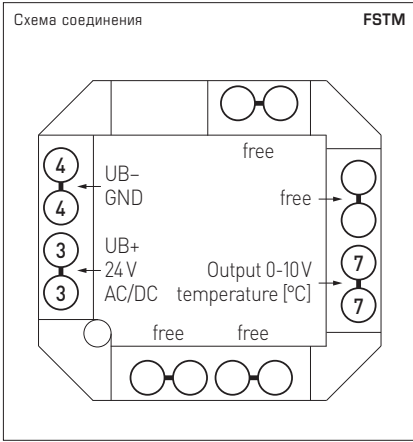 Схема соединения FSTM
free
4 UB–
4 GND
free
3 UB+
24 V
3 AC/DC
Output 0-10 V 7
temperature [°C] 7
free free